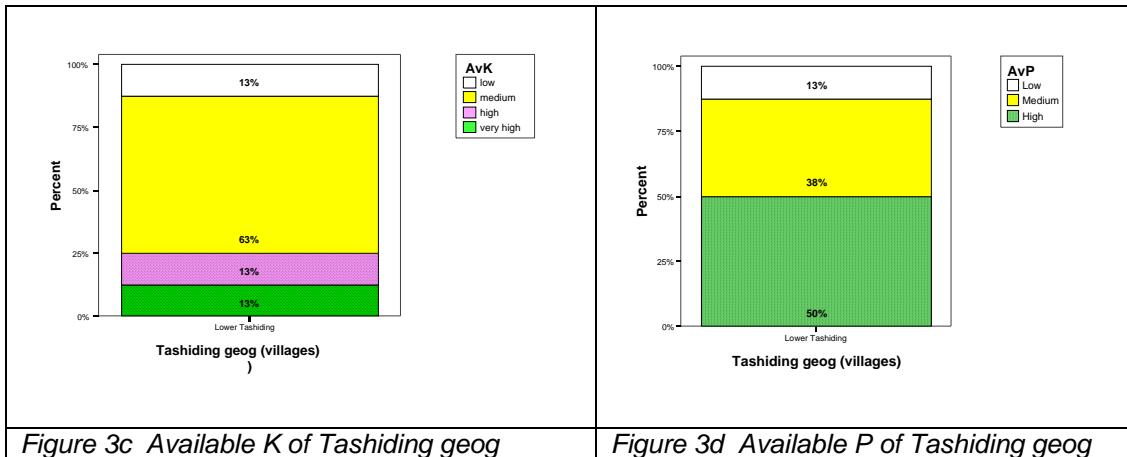 AvK
low
medium
high
very high
100%
75%
50%
25%
0%
Percent
13%
63%
13%
13%
Lower Tashiding
Tashiding geog (villages)
)
Figure 3c Available K of Tashiding geog
AvP
Low
Medium
High
100%
75%
50%
25%
0%
Percent
13%
38%
50%
Lower Tashiding
Tashiding geog (villages)
Figure 3d Available P of Tashiding geog